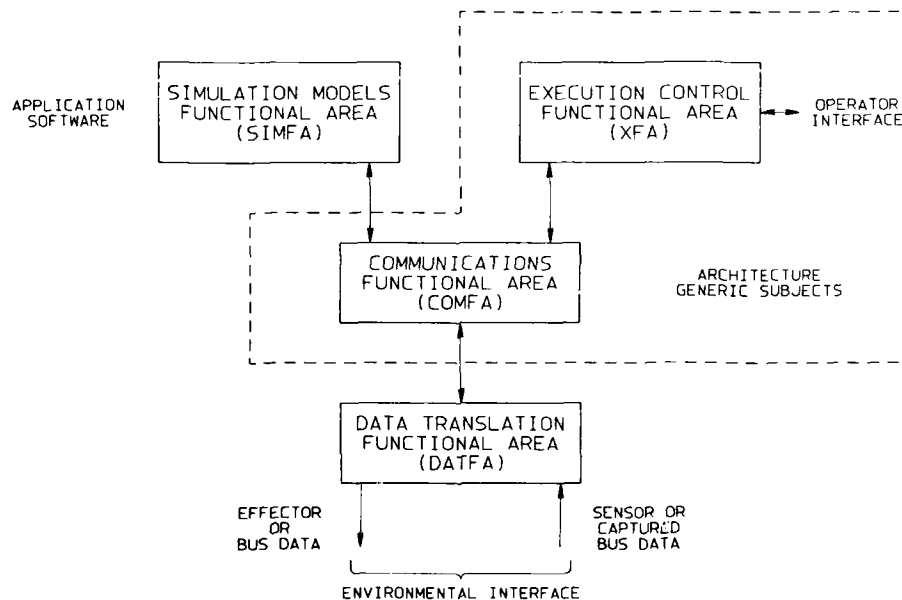 SIMULATION MODELS
FUNCTIONAL AREA
(SIMFA)
EXECUTION CONTROL
FUNCTIONAL AREA
(XFA)
APPLICATION
SOFTWARE
OPERATOR
INTERFACE
COMMUNICATIONS
FUNCTIONAL AREA
(COMFA)
ARCHITECTURE
GENERIC SUBJECTS
DATA TRANSLATION
FUNCTIONAL AREA
(DATFA)
EFFECTOR
OR
BUS DATA
SENSOR OR
CAPTURED
BUS DATA
ENVIRONMENTAL INTERFACE